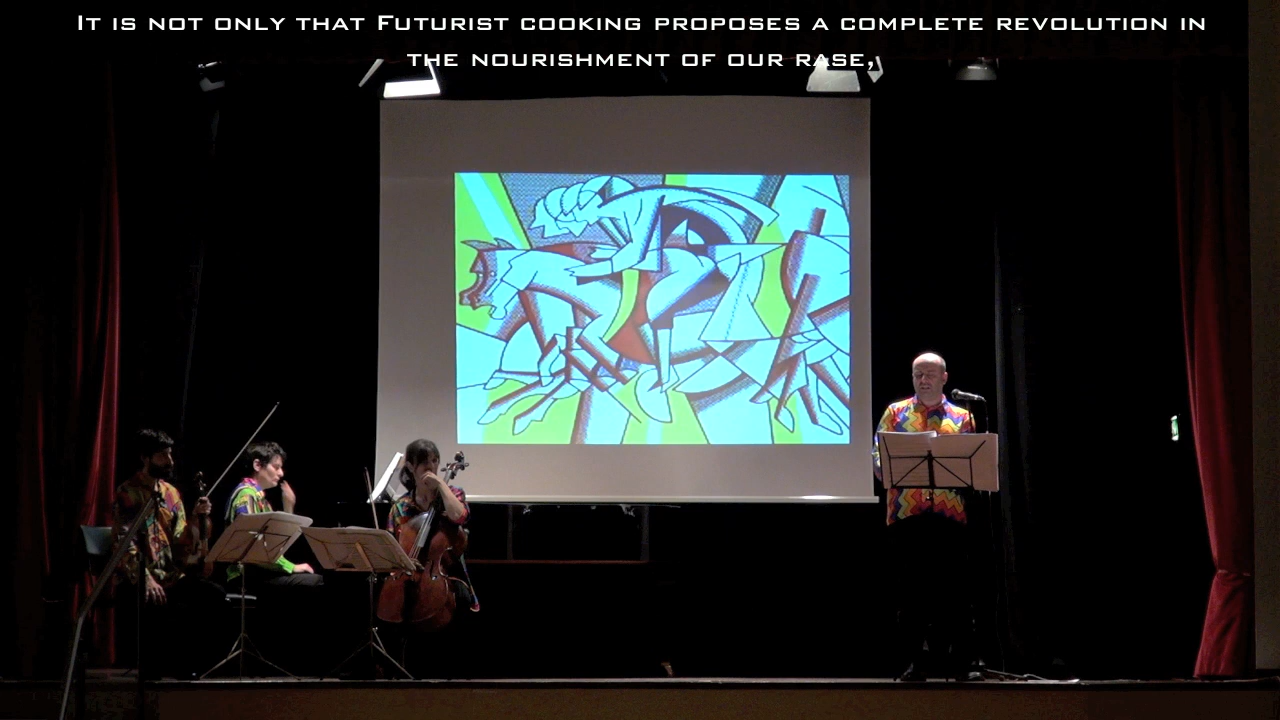 It is not only that Futurist cooking proposes a complete revolution in
the nourishment of our rase,